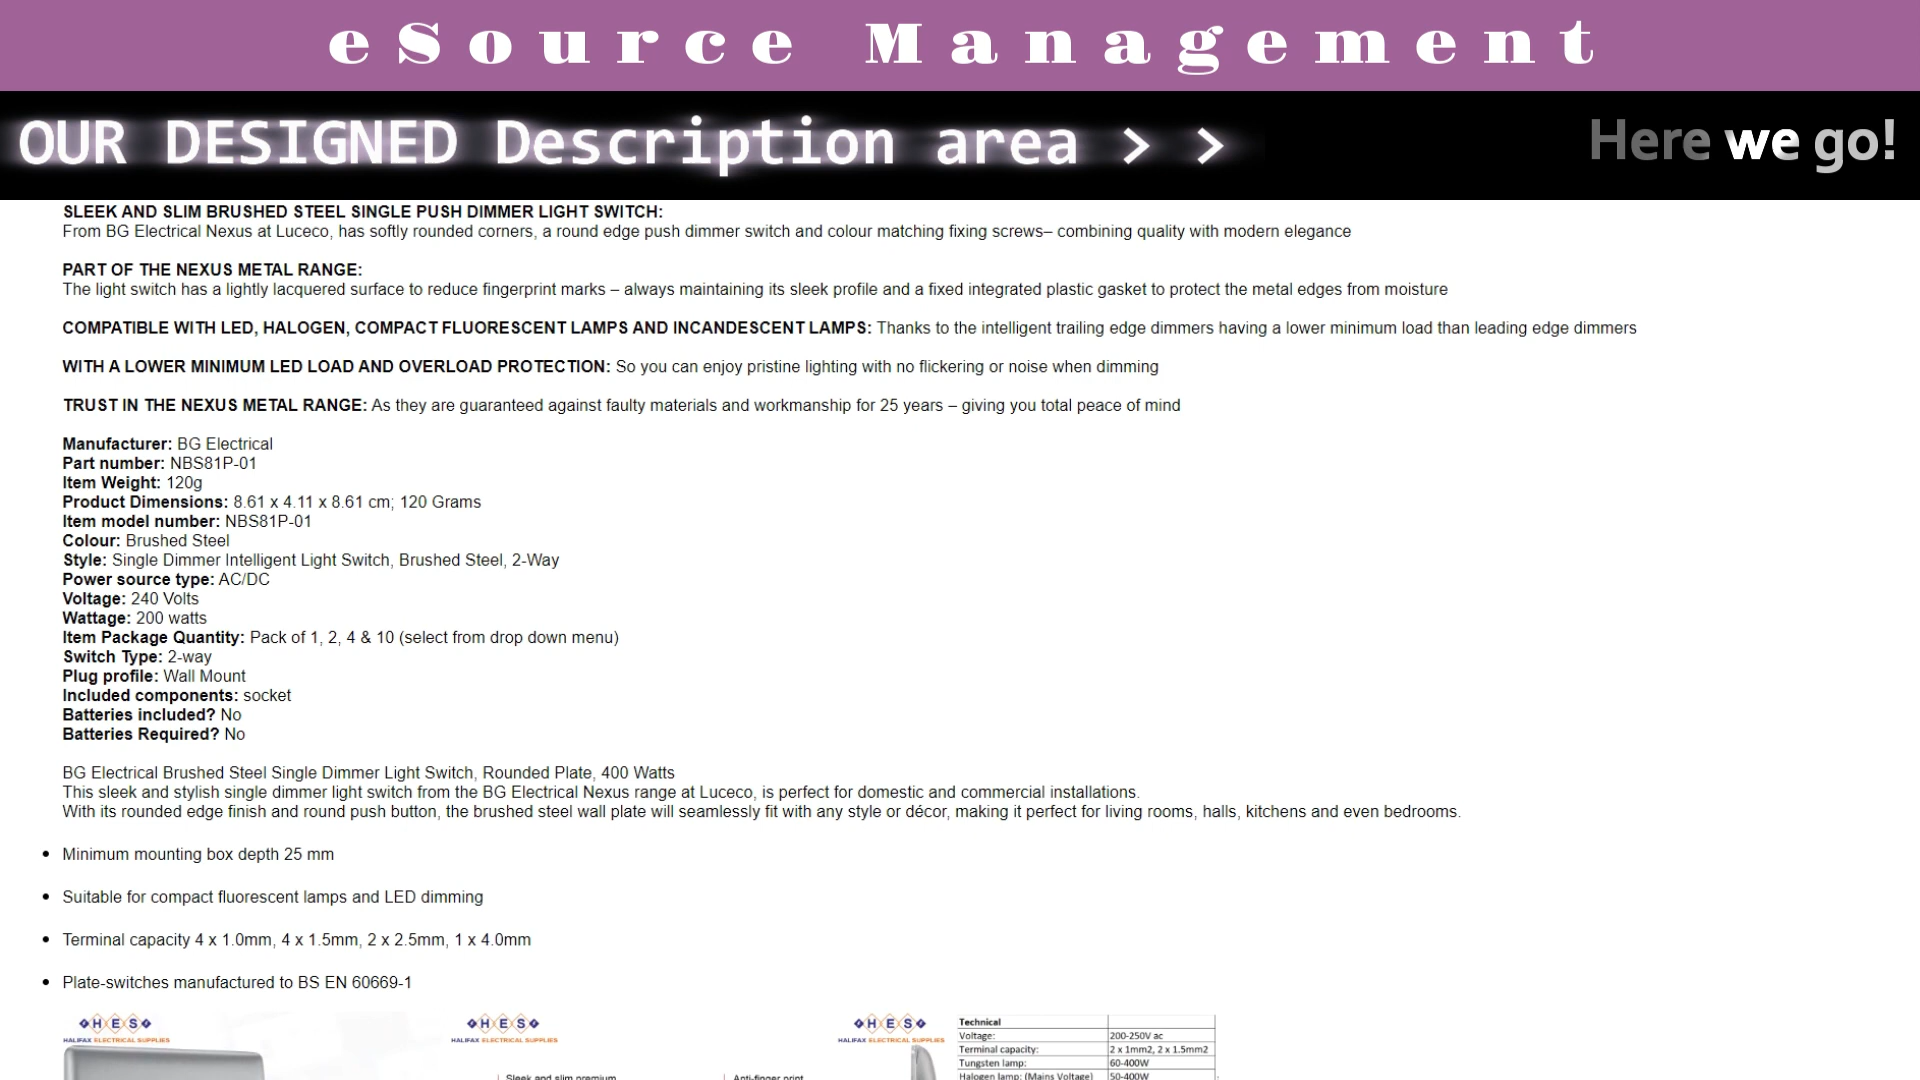 eSource Management
OUR DESIGNED Description area > >
Here we go!
SLEEK AND SLIM BRUSHED STEEL SINGLE PUSH DIMMER LIGHT SWITCH:
From BG Electrical Nexus at Luceco, has softly rounded corners, a round edge push dimmer switch and colour matching fixing screws– combining quality with modern elegance
PART OF THE NEXUS METAL RANGE:
The light switch has a lightly lacquered surface to reduce fingerprint marks – always maintaining its sleek profile and a fixed integrated plastic gasket to protect the metal edges from moisture
COMPATIBLE WITH LED, HALOGEN, COMPACT FLUORESCENT LAMPS AND INCANDESCENT LAMPS: Thanks to the intelligent trailing edge dimmers having a lower minimum load than leading edge dimmers
WITH A LOWER MINIMUM LED LOAD AND OVERLOAD PROTECTION: So you can enjoy pristine lighting with no flickering or noise when dimming
TRUST IN THE NEXUS METAL RANGE: As they are guaranteed against faulty materials and workmanship for 25 years – giving you total peace of mind
Manufacturer: BG Electrical
Part number: NBS81P-01
Item Weight: 120g
Product Dimensions: 8.61 x 4.11 x 8.61 cm; 120 Grams
Item model number: NBS81P-01
Colour: Brushed Steel
Style: Single Dimmer Intelligent Light Switch, Brushed Steel, 2-Way
Power source type: AC/DC
Voltage: 240 Volts
Wattage: 200 watts
Item Package Quantity: Pack of 1, 2, 4 & 10 (select from drop down menu)
Switch Type: 2-way
Plug profile: Wall Mount
Included components: socket
Batteries included? No
Batteries Required? No
BG Electrical Brushed Steel Single Dimmer Light Switch, Rounded Plate, 400 Watts
This sleek and stylish single dimmer light switch from the BG Electrical Nexus range at Luceco, is perfect for domestic and commercial installations.
With its rounded edge finish and round push button, the brushed steel wall plate will seamlessly fit with any style or décor, making it perfect for living rooms, halls, kitchens and even bedrooms.
• Minimum mounting box depth 25 mm
• Suitable for compact fluorescent lamps and LED dimming
• Terminal capacity 4 x 1.0mm, 4 x 1.5mm, 2 x 2.5mm, 1 x 4.0mm
• Plate-switches manufactured to BS EN 60669-1
HES
HALIFAX ELECTRICAL SUPPLIES
HES
HALIFAX ELECTRICAL SUPPLIES
Sleek and slim premium
Anti-finger print
HES
HALIFAX ELECTRICAL SUPPLIES
Technical
Voltage: 200-250V ac
Terminal capacity: 2 x 1mm2, 2 x 1.5mm2
Tungsten lamp: 60-400W
Halogen lamp: (Mains Voltage) 50-400W